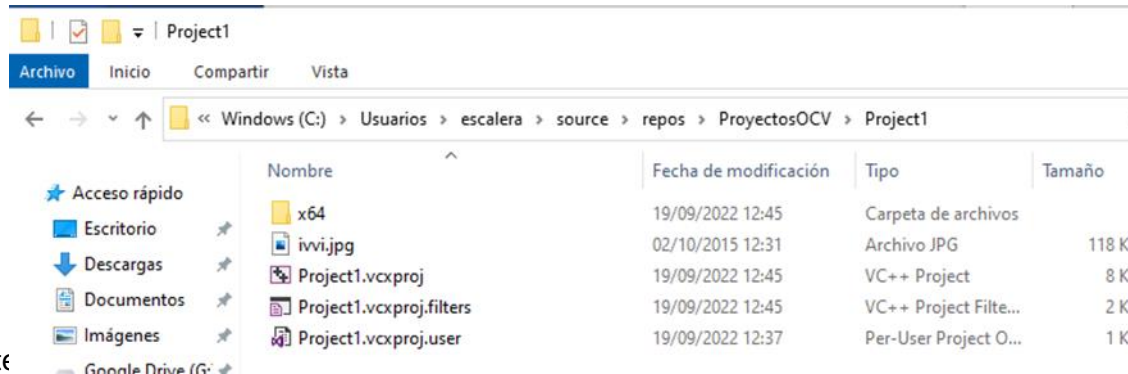 Project1
Archivo Inicio Compartir Vista
« Windows (C:) > Usuarios > escalera > source > repos > ProyectosOCV > Project1
Nombre Fecha de modificación Tipo Tamaño
Acceso rápido
x64 19/09/2022 12:45 Carpeta de archivos
Escritorio
ivvi.jpg 02/10/2015 12:31 Archivo JPG 118 K
Descargas
Project1.vcxproj 19/09/2022 12:45 VC++ Project 8 K
Documentos
Project1.vcxproj.filters 19/09/2022 12:45 VC++ Project Filte... 2 K
Imágenes
Project1.vcxproj.user 19/09/2022 12:37 Per-User Project O... 1 K
Google Drive (G: